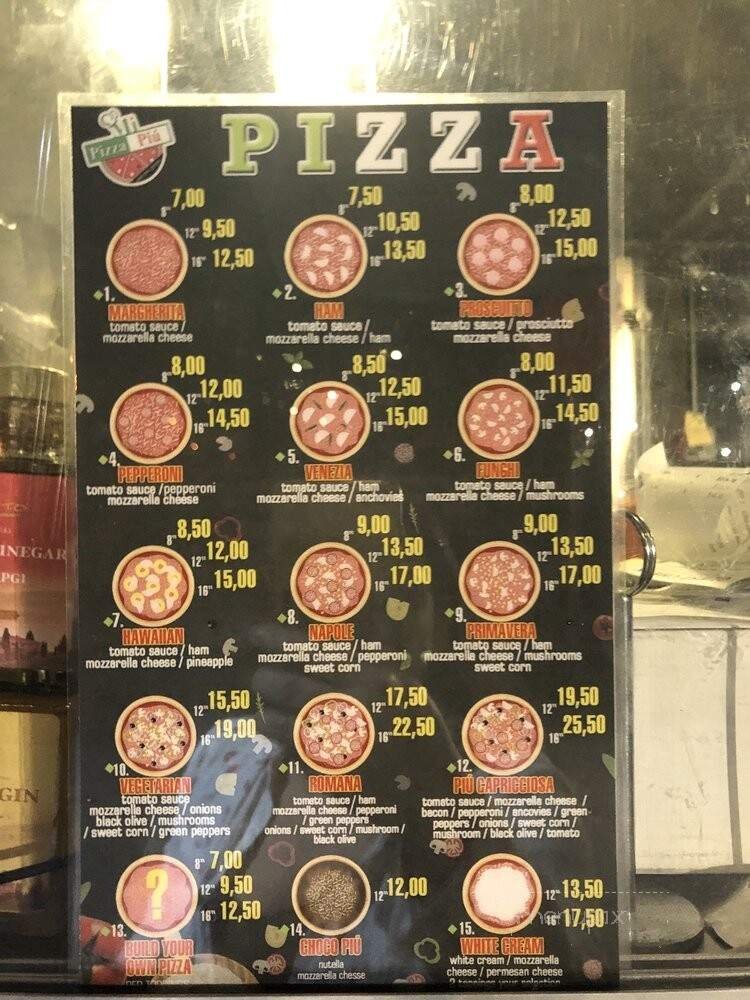 Pizza Piú
PIZZA
8" 7,00
12" 9,50
16" 12,50
1.
MARGHERITA
tomato sauce /
mozzarella cheese
8" 7,50
12" 10,50
16" 13,50
2.
HAM
tomato sauce /
mozzarella cheese / ham
8" 8,00
12" 12,50
16" 15,00
3.
PROSCUITTO
tomato sauce / prosciutto
mozzarella cheese
8" 8,00
12" 12,00
16" 14,50
4.
PEPPERONI
tomato sauce / pepperoni
mozzarella cheese
8" 8,50
12" 12,50
16" 15,00
5.
VENEZIA
tomato sauce / ham
mozzarella cheese / anchovies
8" 8,00
12" 11,50
16" 14,50
6.
FUNGHI
tomato sauce / ham
mozzarella cheese / mushrooms
8" 8,50
12" 12,00
16" 15,00
7.
HAWAIIAN
tomato sauce / ham
mozzarella cheese / pineapple
8" 9,00
12" 13,50
16" 17,00
8.
NAPOLE
tomato sauce / ham
mozzarella cheese / pepperoni
sweet corn
8" 9,00
12" 13,50
16" 17,00
9.
PRIMAVERA
tomato sauce / ham
mozzarella cheese / mushrooms
sweet corn
12" 15,50
16" 19,00
10.
VEGETARIAN
tomato sauce
mozzarella cheese / onions
black olive / mushrooms
/ sweet corn / green peppers
12" 17,50
16" 22,50
11.
ROMANA
tomato sauce / ham
mozzarella cheese / pepperoni
/ green peppers
onions / sweet corn / mushroom /
black olive
12" 19,50
16" 25,50
12.
PIÚ CAPRICCIOSA
tomato sauce / mozzarella cheese /
bacon / pepperoni / ancovies / green
peppers / onions / sweet corn /
mushroom / black olive / tomato
8" 7,00
12" 9,50
16" 12,50
?
13.
BUILD YOUR
OWN PIZZA
12" 12,00
14.
CHOCO PIÚ
nutella
mozzarella chesse
12" 13,50
16" 17,50
15.
WHITE CREAM
white cream / mozzarella
cheese / permesan cheese
INEGAR
PGI
GIN